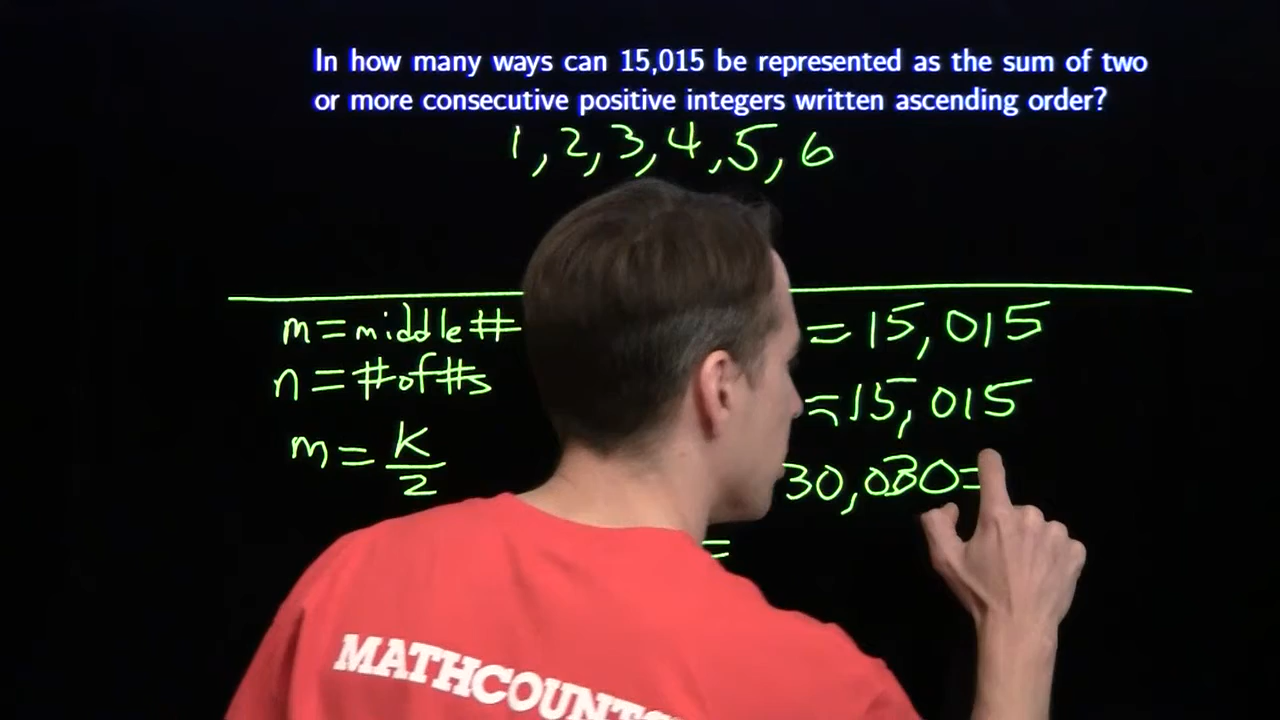 In how many ways can 15,015 be represented as the sum of two
or more consecutive positive integers written ascending order?
1, 2, 3, 4, 5, 6
m = middle #
= 15,015
n = # of #s
= 15,015
m = K/2
30,030 =
=
MATHCOUNTS